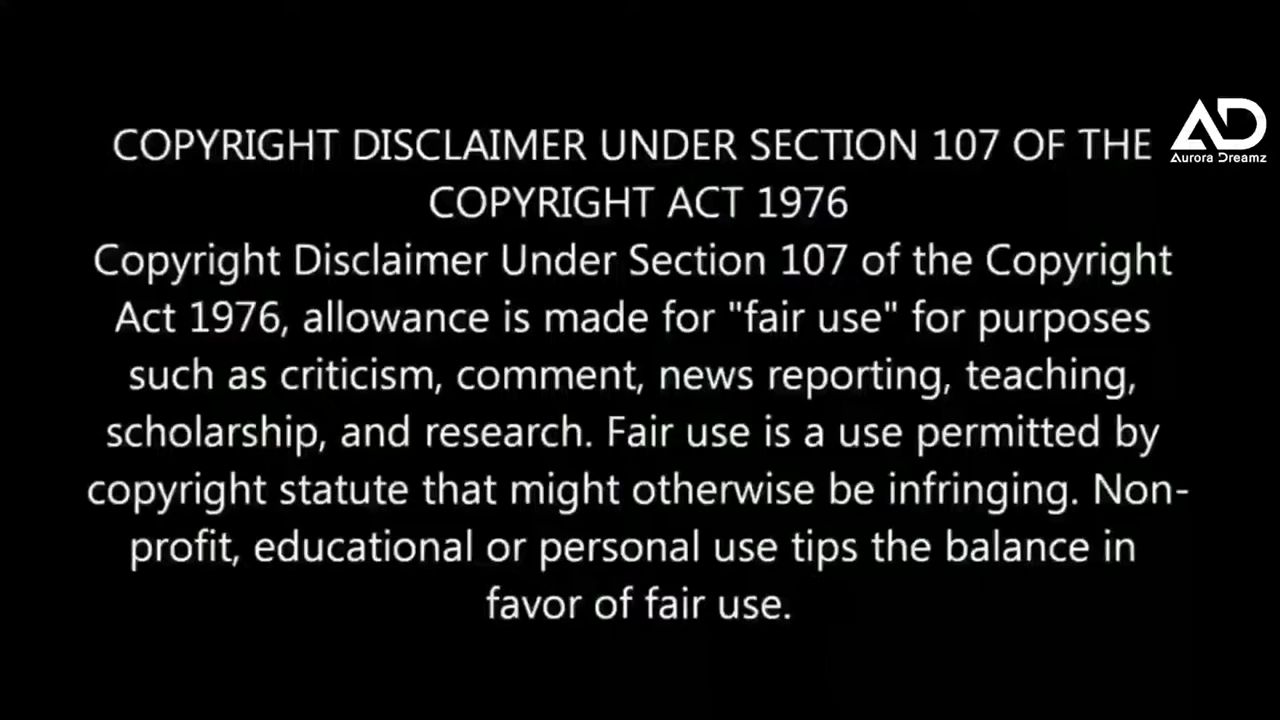 COPYRIGHT DISCLAIMER UNDER SECTION 107 OF THE
COPYRIGHT ACT 1976
Copyright Disclaimer Under Section 107 of the Copyright
Act 1976, allowance is made for "fair use" for purposes
such as criticism, comment, news reporting, teaching,
scholarship, and research. Fair use is a use permitted by
copyright statute that might otherwise be infringing. Non-
profit, educational or personal use tips the balance in
favor of fair use.
AD
Aurora Dreamz